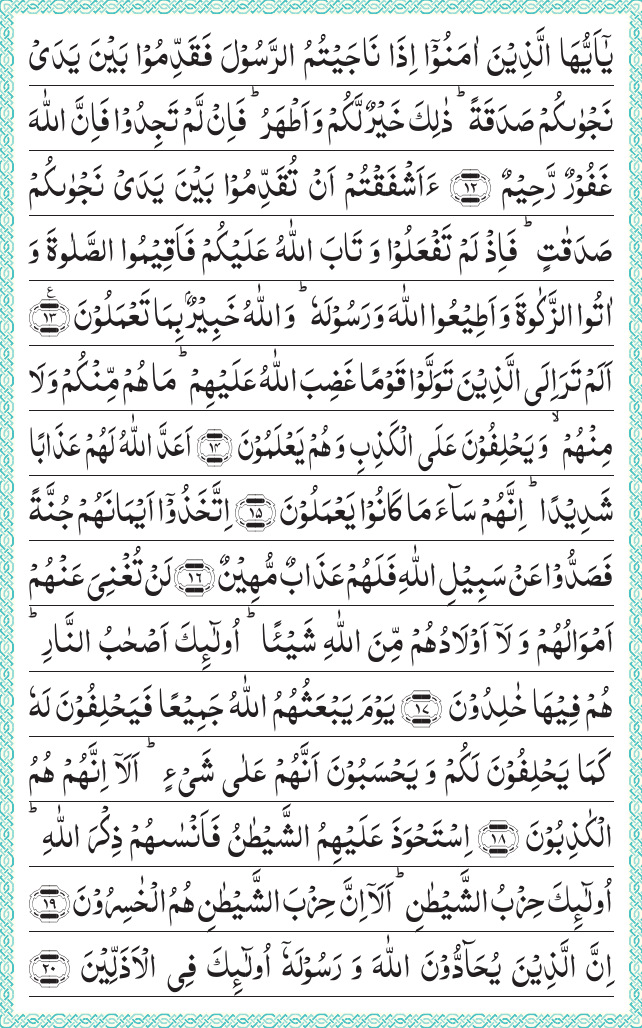 يٰۤاَيُّهَا الَّذِيْنَ اٰمَنُوْۤا اِذَا نَاجَيْتُمُ الرَّسُوْلَ فَقَدِّمُوْا بَيْنَ يَدَىْ
نَجْوٰىكُمْ صَدَقَةً ؕ ذٰلِكَ خَيْرٌ لَّكُمْ وَ اَطْهَرُ ؕ فَاِنْ لَّمْ تَجِدُوْا فَاِنَّ اللّٰهَ
غَفُوْرٌ رَّحِيْمٌ ﴿۱۲﴾ ءَاَشْفَقْتُمْ اَنْ تُقَدِّمُوْا بَيْنَ يَدَىْ نَجْوٰىكُمْ
صَدَقٰتٍ ؕ فَاِذْ لَمْ تَفْعَلُوْا وَ تَابَ اللّٰهُ عَلَيْكُمْ فَاَقِيْمُوا الصَّلٰوةَ وَ
اٰتُوا الزَّكٰوةَ وَ اَطِيْعُوا اللّٰهَ وَ رَسُوْلَهٗ ؕ وَ اللّٰهُ خَبِيْرٌۢ بِمَا تَعْمَلُوْنَ ﴿۱۳﴾ ع
اَلَمْ تَرَ اِلَى الَّذِيْنَ تَوَلَّوْا قَوْمًا غَضِبَ اللّٰهُ عَلَيْهِمْ ؕ مَا هُمْ مِّنْكُمْ وَ لَا
مِنْهُمْ ۙ وَ يَحْلِفُوْنَ عَلَى الْكَذِبِ وَ هُمْ يَعْلَمُوْنَ ﴿۱۴﴾ اَعَدَّ اللّٰهُ لَهُمْ عَذَابًا
شَدِيْدًا ؕ اِنَّهُمْ سَآءَ مَا كَانُوْا يَعْمَلُوْنَ ﴿۱۵﴾ اِتَّخَذُوْۤا اَيْمَانَهُمْ جُنَّةً
فَصَدُّوْا عَنْ سَبِيْلِ اللّٰهِ فَلَهُمْ عَذَابٌ مُّهِيْنٌ ﴿۱۶﴾ لَنْ تُغْنِىَ عَنْهُمْ
اَمْوَالُهُمْ وَ لَاۤ اَوْلَادُهُمْ مِّنَ اللّٰهِ شَيْـًٔا ؕ اُولٰٓئِكَ اَصْحٰبُ النَّارِ ؕ
هُمْ فِيْهَا خٰلِدُوْنَ ﴿۱۷﴾ يَوْمَ يَبْعَثُهُمُ اللّٰهُ جَمِيْعًا فَيَحْلِفُوْنَ لَهٗ
كَمَا يَحْلِفُوْنَ لَكُمْ وَ يَحْسَبُوْنَ اَنَّهُمْ عَلٰى شَىْءٍ ؕ اَلَاۤ اِنَّهُمْ هُمُ
الْكٰذِبُوْنَ ﴿۱۸﴾ اِسْتَحْوَذَ عَلَيْهِمُ الشَّيْطٰنُ فَاَنْسٰىهُمْ ذِكْرَ اللّٰهِ ؕ
اُولٰٓئِكَ حِزْبُ الشَّيْطٰنِ ؕ اَلَاۤ اِنَّ حِزْبَ الشَّيْطٰنِ هُمُ الْخٰسِرُوْنَ ﴿۱۹﴾
اِنَّ الَّذِيْنَ يُحَآدُّوْنَ اللّٰهَ وَ رَسُوْلَهٗۤ اُولٰٓئِكَ فِى الْاَذَلِّيْنَ ﴿۲۰﴾